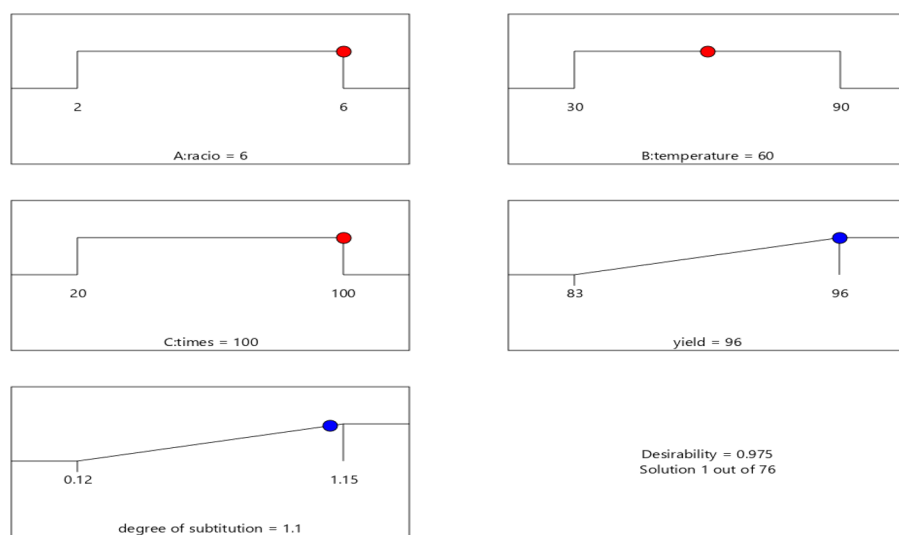 2 6
A:racio = 6
30 90
B:temperature = 60
20 100
C:times = 100
83 96
yield = 96
0.12 1.15
degree of subtitution = 1.1
Desirability = 0.975
Solution 1 out of 76